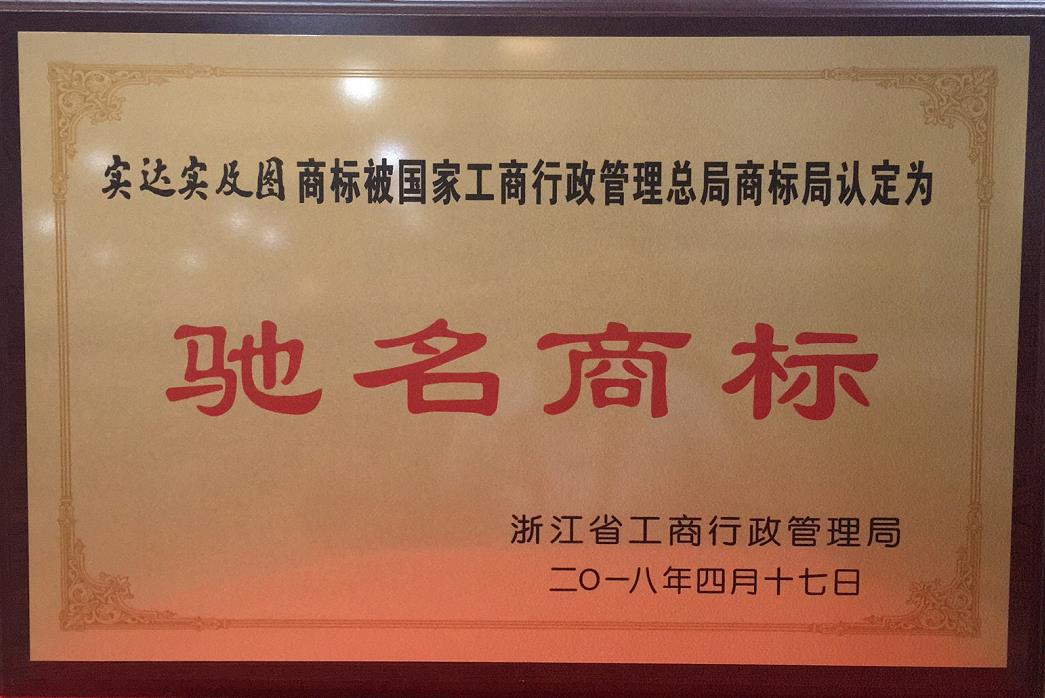 实达实及图商标被国家工商行政管理总局商标局认定为
驰名商标
浙江省工商行政管理局
二〇一八年四月十七日